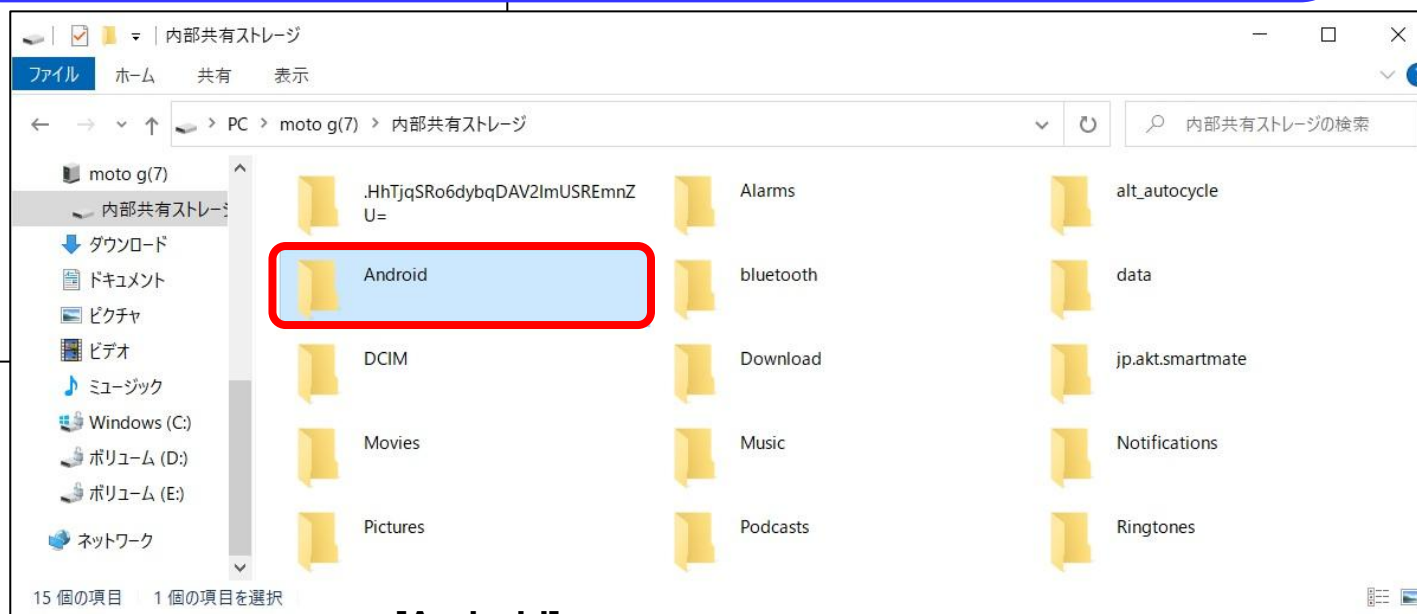 内部共有ストレージ
ファイル ホーム 共有 表示
PC > moto g(7) > 内部共有ストレージ
内部共有ストレージの検索
moto g(7)
内部共有ストレージ
ダウンロード
ドキュメント
ピクチャ
ビデオ
ミュージック
Windows (C:)
ボリューム (D:)
ボリューム (E:)
ネットワーク
.HhTjqSRo6dybqDAV2ImUSREmnZ
U=
Alarms
alt_autocycle
Android
bluetooth
data
DCIM
Download
jp.akt.smartmate
Movies
Music
Notifications
Pictures
Podcasts
Ringtones
15 個の項目 1 個の項目を選択